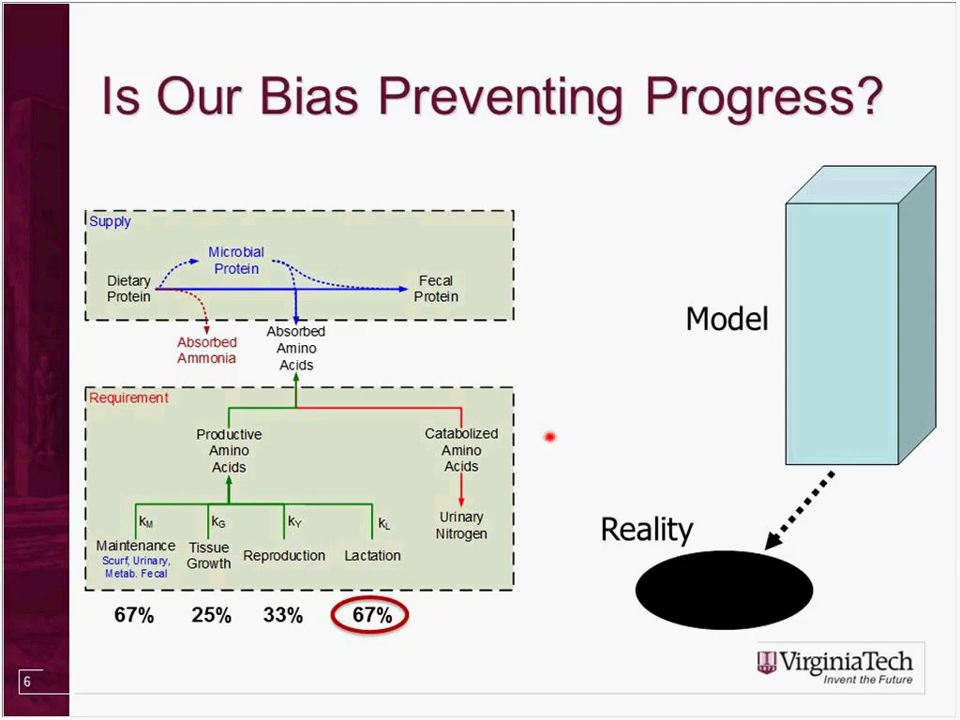 Is Our Bias Preventing Progress?
Supply
Microbial
Protein
Dietary
Protein
Fecal
Protein
Absorbed
Ammonia
Absorbed
Amino
Acids
Requirement
Productive
Amino
Acids
Catabolized
Amino
Acids
kM
kG
kY
kL
Urinary
Nitrogen
Maintenance
Scurf, Urinary,
Metab. Fecal
Tissue
Growth
Reproduction
Lactation
67% 25% 33% 67%
Model
Reality
6
VirginiaTech
Invent the Future